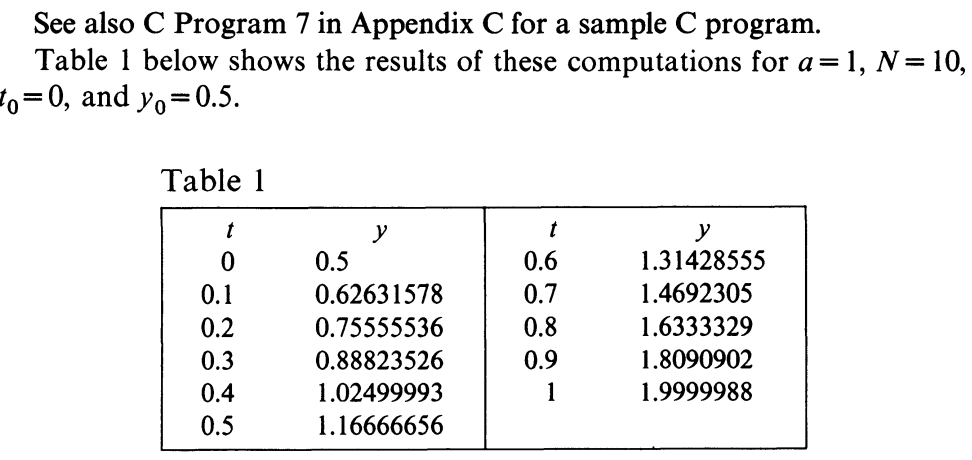 See also C Program 7 in Appendix C for a sample C program.
Table 1 below shows the results of these computations for a = 1, N = 10,
t₀ = 0, and y₀ = 0.5.
Table 1
t y t y
0 0.5 0.6 1.31428555
0.1 0.62631578 0.7 1.4692305
0.2 0.75555536 0.8 1.6333329
0.3 0.88823526 0.9 1.8090902
0.4 1.02499993 1 1.9999988
0.5 1.16666656